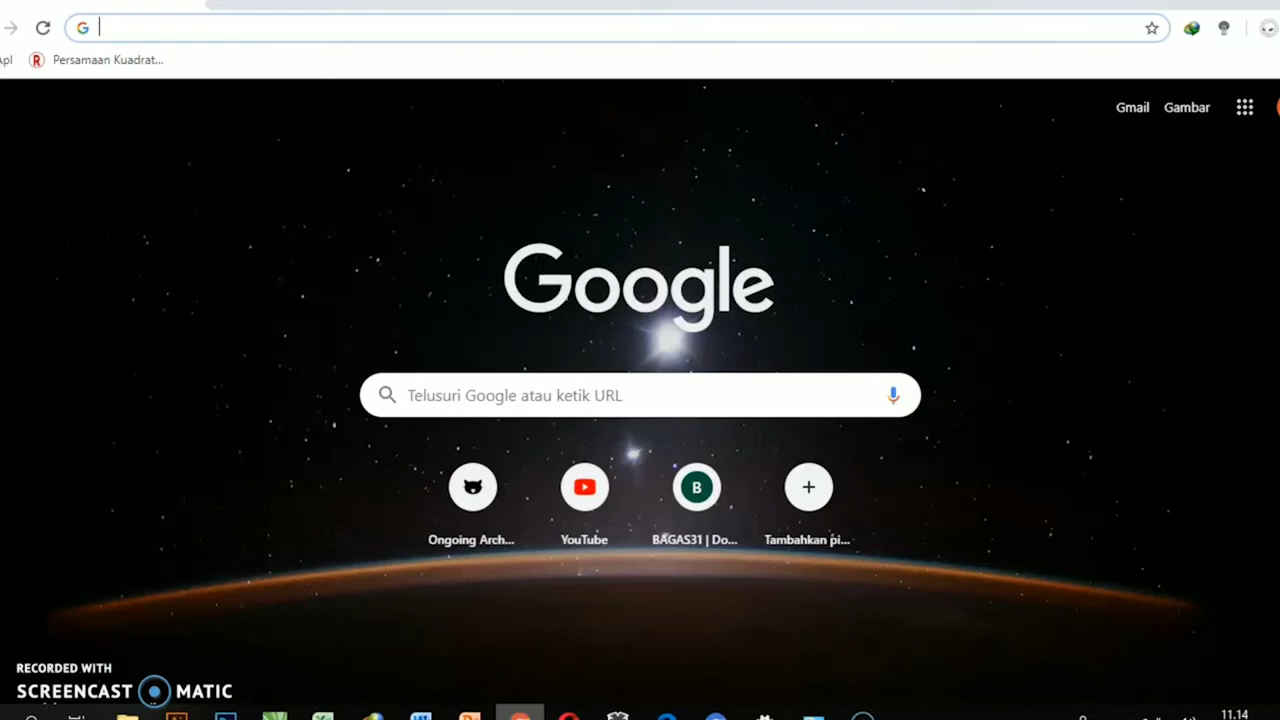 Apl
Persamaan Kuadrat...
Gmail Gambar
Google
Telusuri Google atau ketik URL
Ongoing Arch... YouTube BAGAS31 | Do... Tambahkan pi...
B
RECORDED WITH
SCREENCAST MATIC
11.14